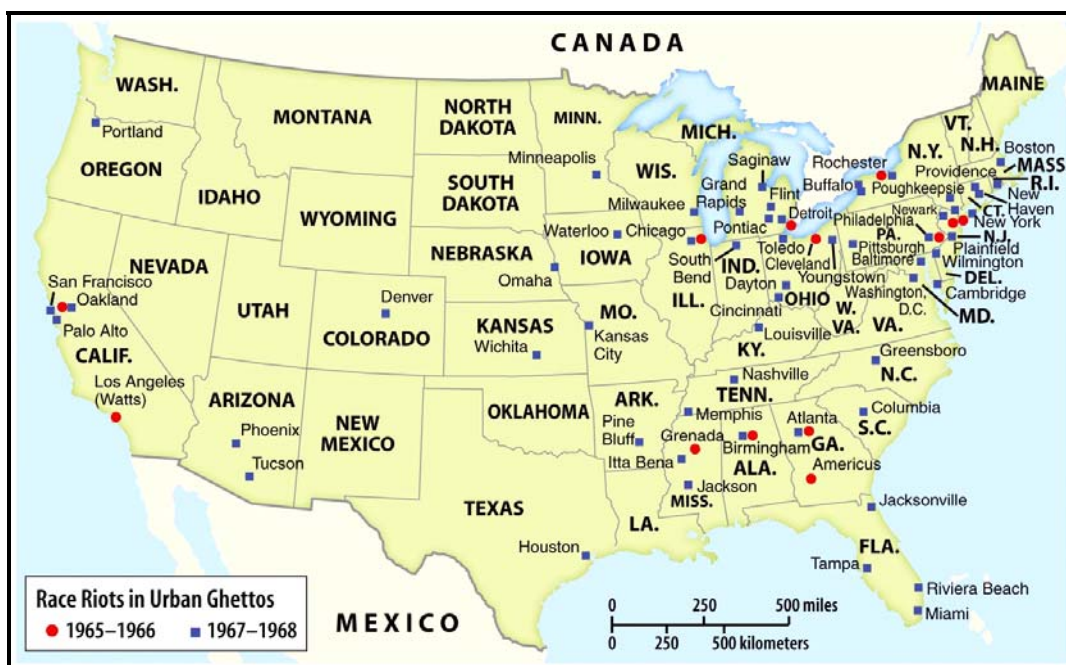 CANADA
WASH.
Portland
OREGON
MONTANA
IDAHO
WYOMING
NORTH
DAKOTA
SOUTH
DAKOTA
MINN.
Minneapolis
WIS.
Milwaukee
MICH.
Saginaw
Grand
Rapids
Flint
Pontiac
Detroit
Rochester
Buffalo
N.Y.
Poughkeepsie
VT.
N.H.
MAINE
Boston
MASS
Providence
R.I.
New
Haven
CT.
New York
Newark
N.J.
Plainfield
Philadelphia
PA.
Pittsburgh
Baltimore
Wilmington
DEL.
Cambridge
Washington,
D.C.
MD.
NEVADA
San Francisco
Oakland
Palo Alto
CALIF.
Los Angeles
(Watts)
UTAH
Denver
COLORADO
NEBRASKA
Omaha
Waterloo
IOWA
Chicago
South
Bend
ILL.
IND.
Toledo
Cleveland
Youngstown
Dayton
OHIO
Cincinnati
W.
VA.
VA.
KANSAS
Wichita
MO.
Kansas
City
Louisville
KY.
Greensboro
N.C.
ARIZONA
Phoenix
Tucson
NEW
MEXICO
OKLAHOMA
ARK.
Pine
Bluff
Nashville
TENN.
Memphis
Grenada
Itta Bena
Jackson
MISS.
Birmingham
ALA.
Atlanta
GA.
Americus
Columbia
S.C.
TEXAS
Houston
LA.
Jacksonville
FLA.
Tampa
Riviera Beach
Miami
MEXICO
Race Riots in Urban Ghettos
1965–1966 1967–1968
0 250 500 miles
0 250 500 kilometers